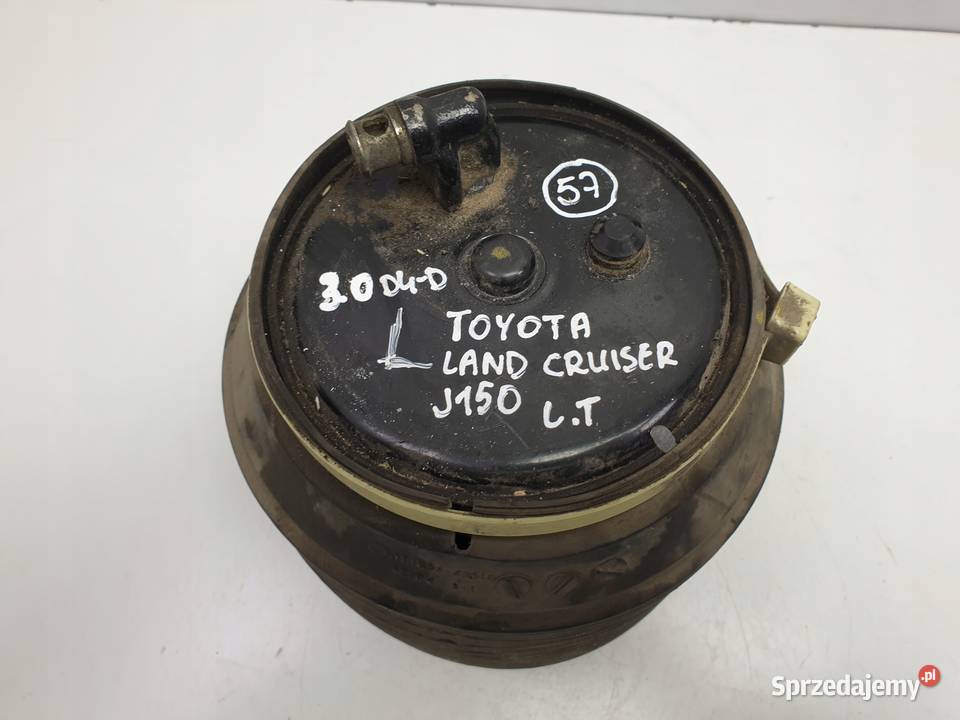 57
3.0 D4-D
L
TOYOTA
LAND CRUISER
J150 L.T
Sprzedajemy.pl